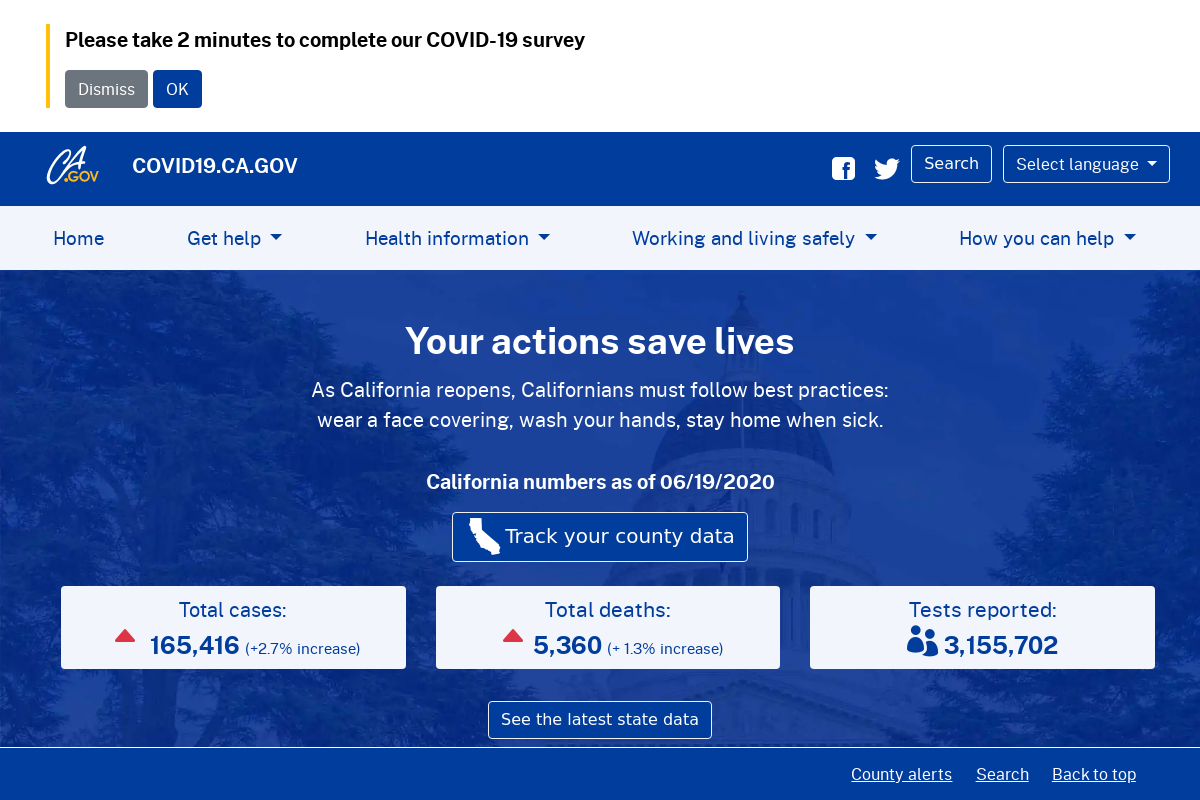 Please take 2 minutes to complete our COVID-19 survey
Dismiss OK
CA.GOV COVID19.CA.GOV Search Select language
Home Get help Health information Working and living safely How you can help
Your actions save lives
As California reopens, Californians must follow best practices:
wear a face covering, wash your hands, stay home when sick.
California numbers as of 06/19/2020
Track your county data
Total cases: Total deaths: Tests reported:
165,416 (+2.7% increase) 5,360 (+ 1.3% increase) 3,155,702
See the latest state data
County alerts Search Back to top